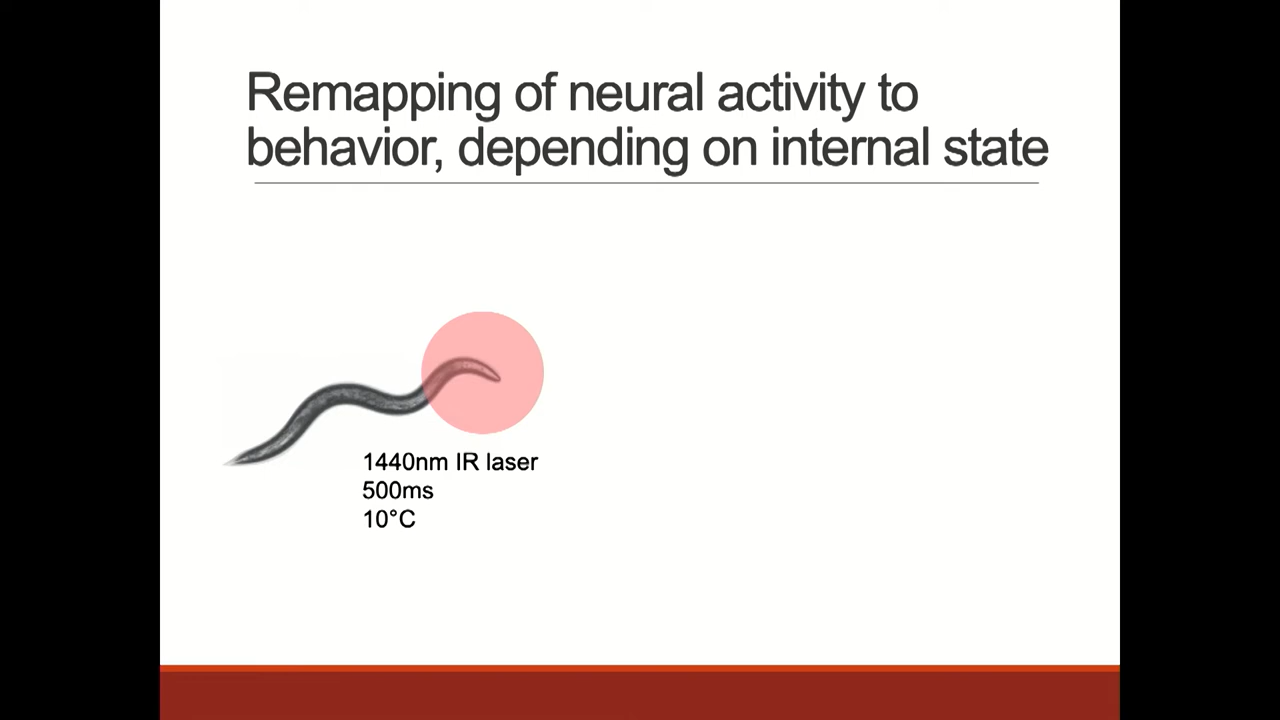 Remapping of neural activity to
behavior, depending on internal state
1440nm IR laser
500ms
10°C